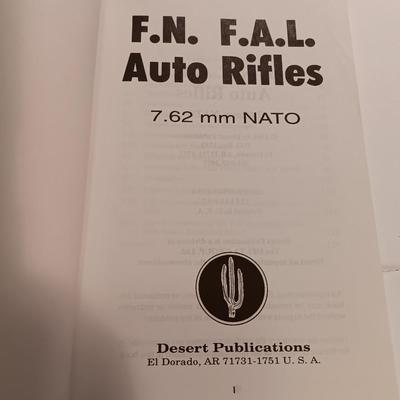 F.N. F.A.L.
Auto Rifles
7.62 mm NATO
Desert Publications
El Dorado, AR 71731-1751 U. S. A.
1